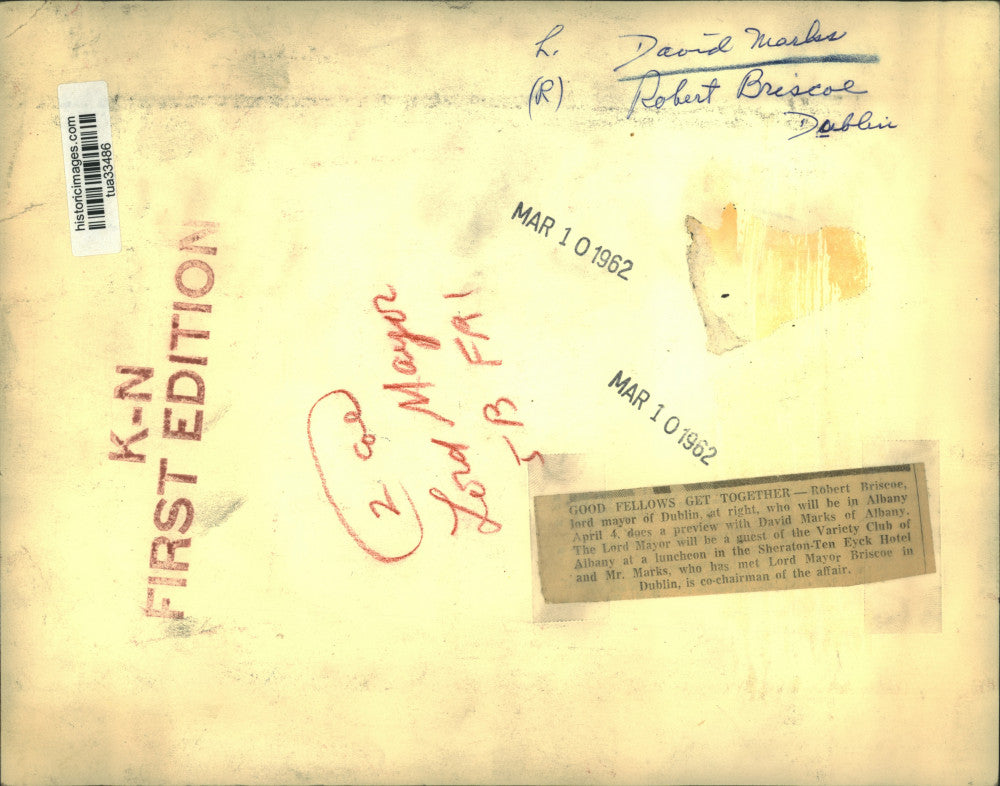 L. David Marks
(R) Robert Briscoe
Dublin
historicimages.com
tua33486
MAR 10 1962
K-N
FIRST EDITION
2 col
Lord Mayor
FA1
MAR 10 1962
GOOD FELLOWS GET TOGETHER — Robert Briscoe,
lord mayor of Dublin, at right, who will be in Albany
April 4, does a preview with David Marks of Albany.
The Lord Mayor will be a guest of the Variety Club of
Albany at a luncheon in the Sheraton-Ten Eyck Hotel
and Mr. Marks, who has met Lord Mayor Briscoe in
Dublin, is co-chairman of the affair.